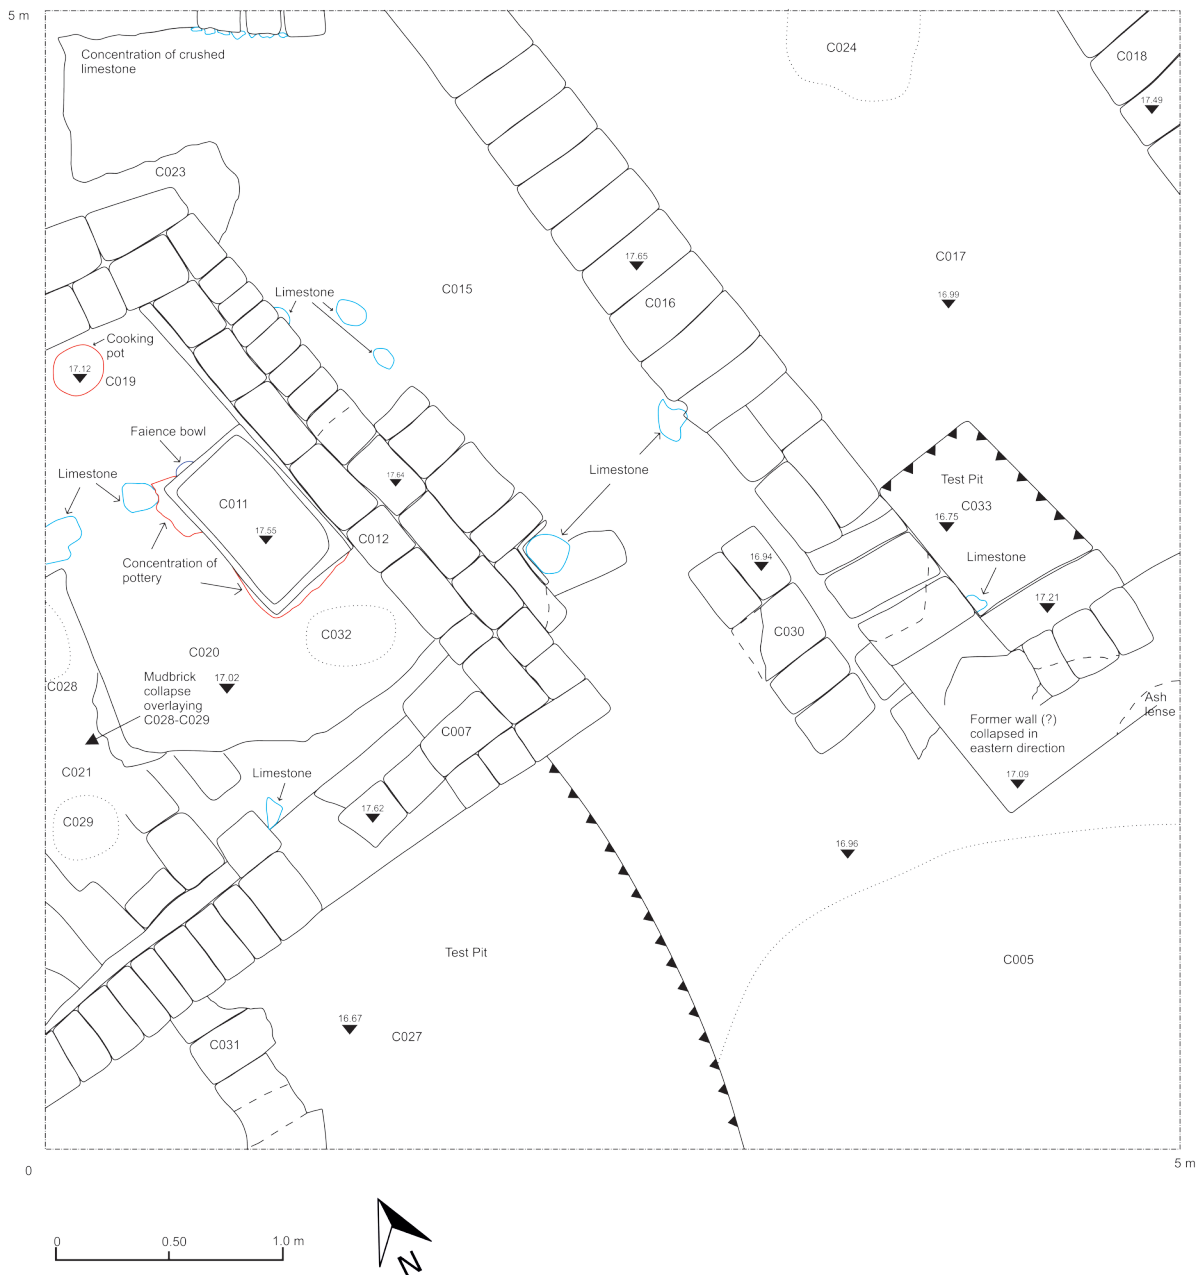 5 m
Concentration of crushed
limestone
C024
C018
17.49
C023
C017
17.65
Limestone
C015
16.99
C016
Cooking
pot
17.12
C019
Faience bowl
Limestone
Limestone
17.64
Test Pit
C011
C033
16.75
17.55
C012
Limestone
16.94
Concentration of
pottery
17.21
C032
C030
C020
17.02
Mudbrick
collapse
overlaying
C028-C029
C028
Ash
lense
Former wall (?)
collapsed in
eastern direction
C007
C021
Limestone
17.09
17.62
C029
16.96
Test Pit
C005
16.67
C027
C031
0
5 m
0
0.50
1.0 m
N